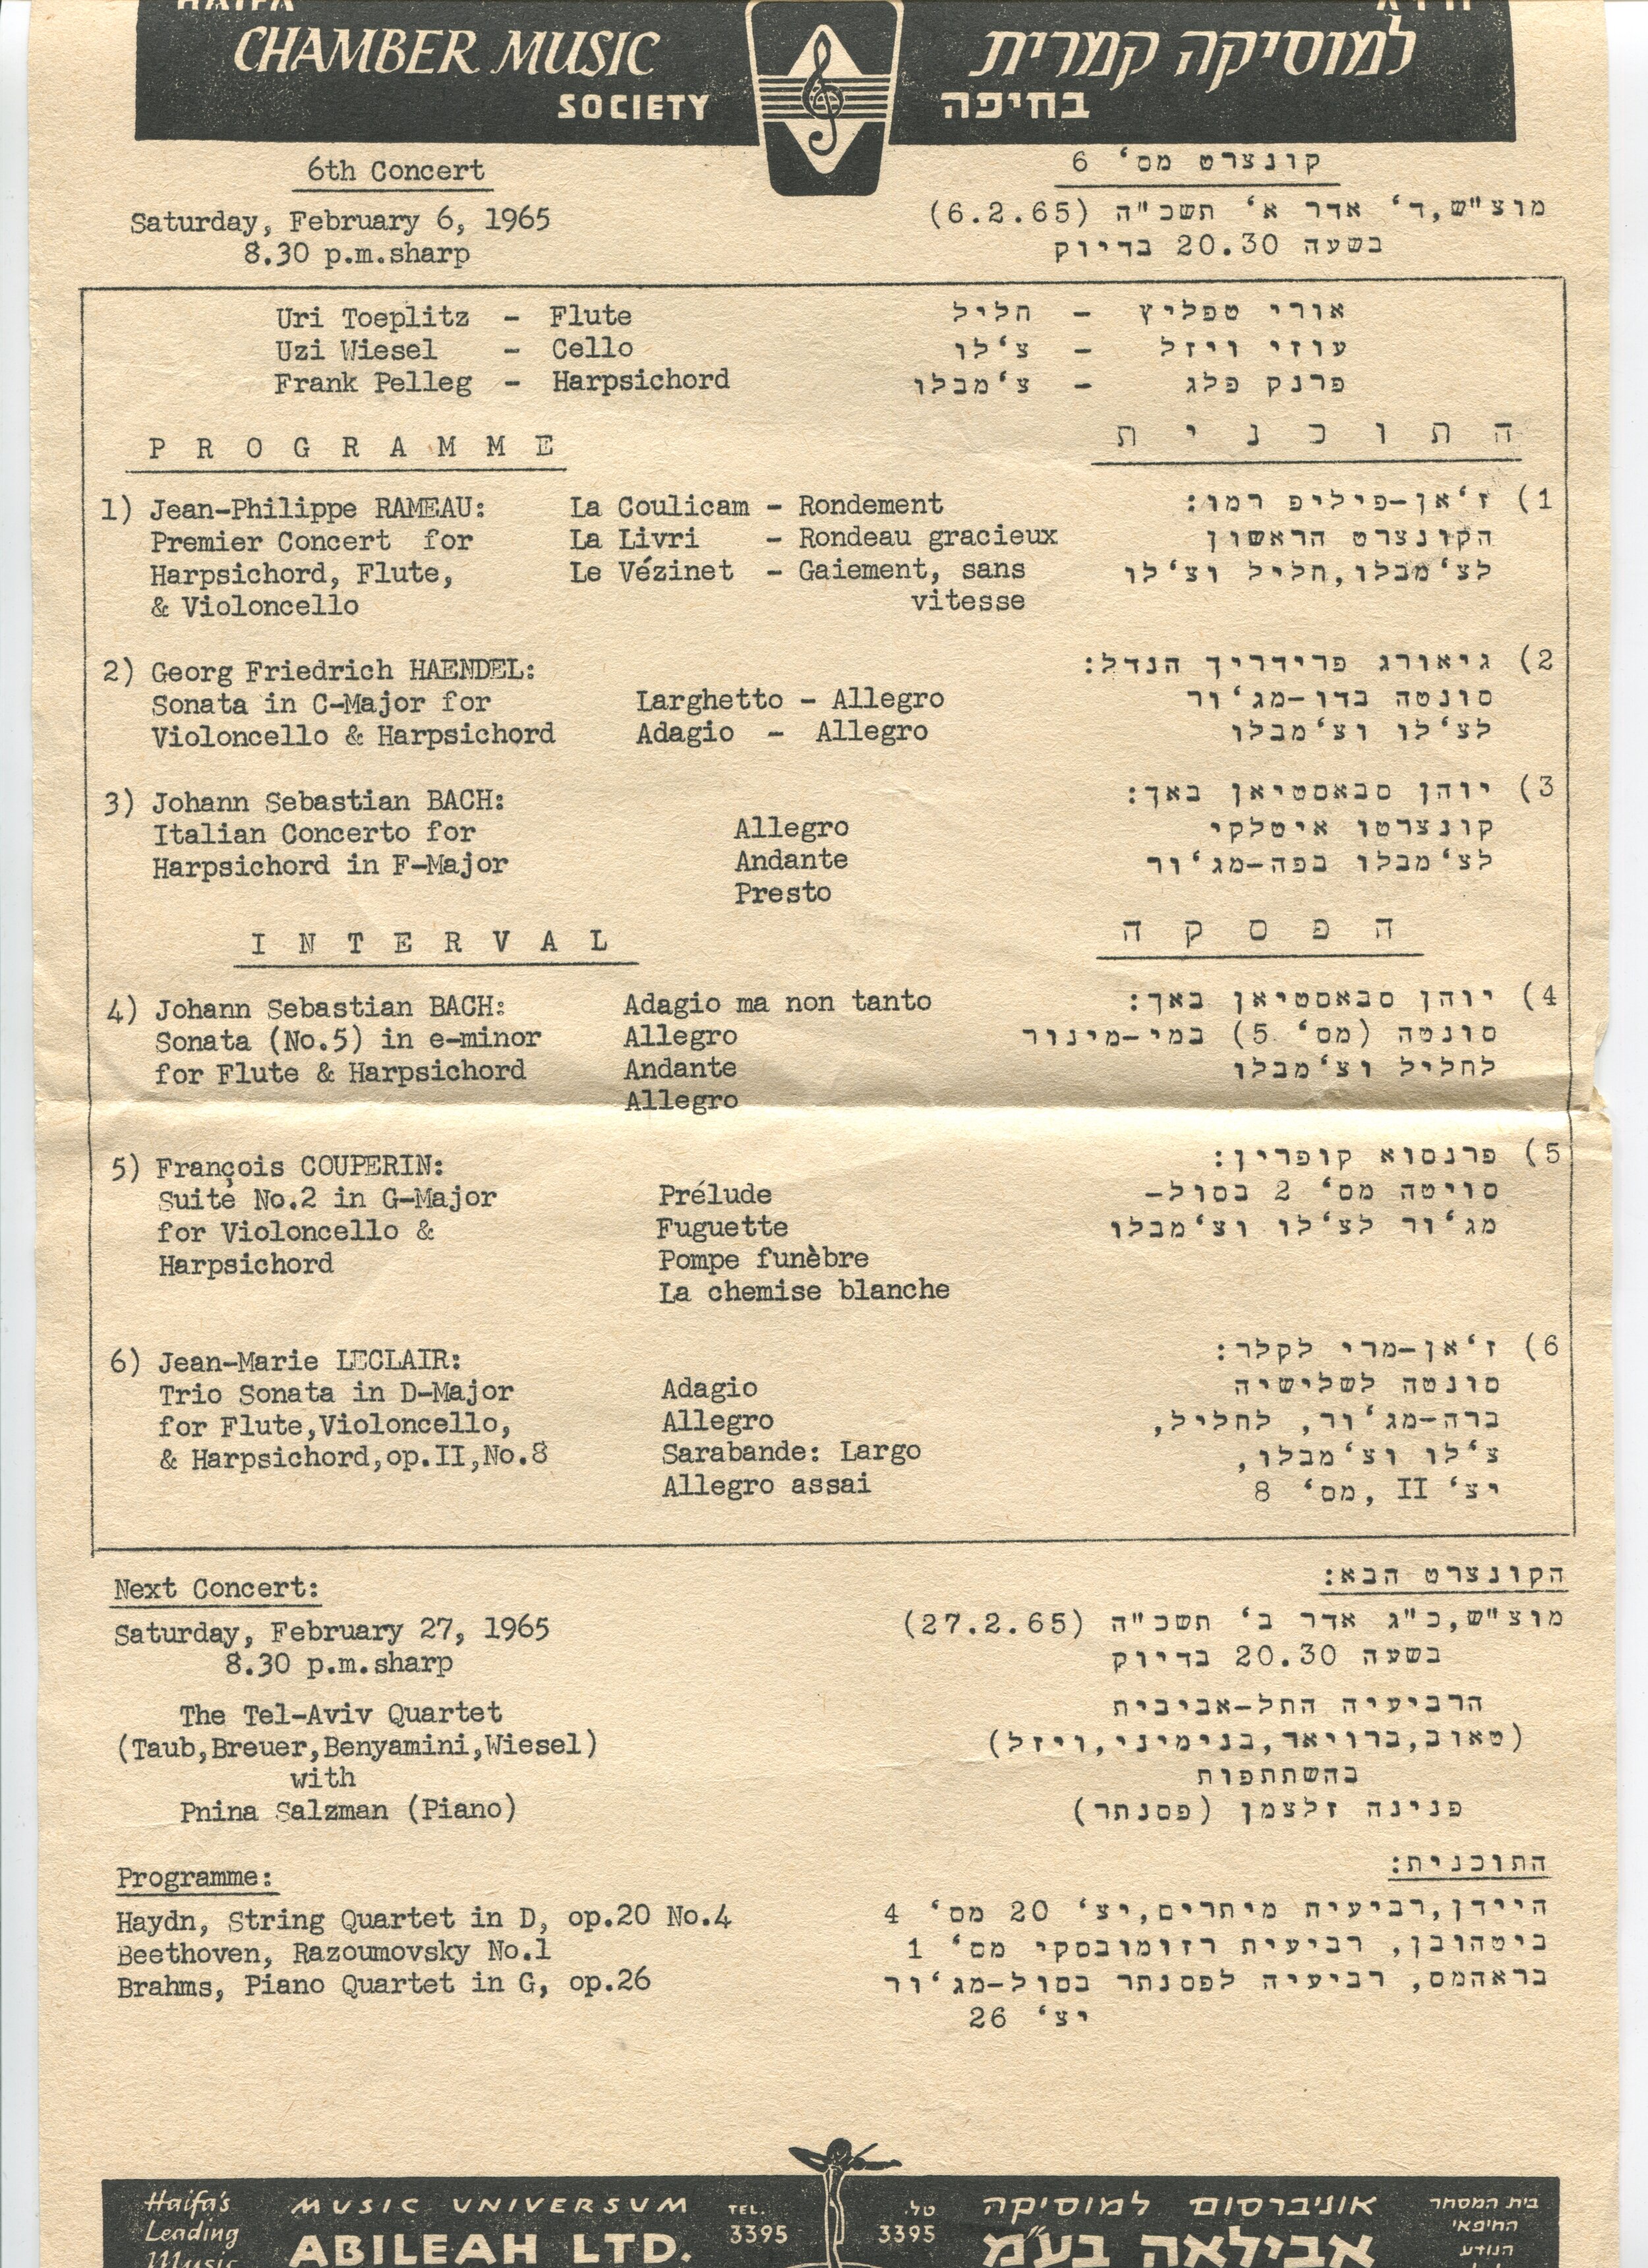 HAIFA
CHAMBER MUSIC
SOCIETY
למוסיקה קמרית
בחיפה
6th Concert
Saturday, February 6, 1965
8.30 p.m.sharp
קונצרט מס' 6
מוצ"ש,ד' אדר א' תשכ"ה (6.2.65)
בשעה 20.30 בדיוק
Uri Toeplitz - Flute
Uzi Wiesel - Cello
Frank Pelleg - Harpsichord
אורי טפליץ - חליל
עוזי ויזל - צ'לו
פרנק פלג - צ'מבלו
P R O G R A M M E
ה ת ו כ נ י ת
1) Jean-Philippe RAMEAU: La Coulicam - Rondement
Premier Concert for La Livri - Rondeau gracieux
Harpsichord, Flute, Le Vézinet - Gaiement, sans
& Violoncello vitesse
1) ז'אן-פיליפ רמו:
הקונצרט הראשון
לצ'מבלו,חליל וצ'לו
2) Georg Friedrich HAENDEL:
Sonata in C-Major for Larghetto - Allegro
Violoncello & Harpsichord Adagio - Allegro
2) גיאורג פרידריך הנדל:
סונטה בדו-מג'ור
לצ'לו וצ'מבלו
3) Johann Sebastian BACH:
Italian Concerto for Allegro
Harpsichord in F-Major Andante
Presto
3) יוהן סבאסטיאן באך:
קונצרטו איטלקי
לצ'מבלו בפה-מג'ור
I N T E R V A L
ה פ ס ק ה
4) Johann Sebastian BACH: Adagio ma non tanto
Sonata (No.5) in e-minor Allegro
for Flute & Harpsichord Andante
Allegro
4) יוהן סבאסטיאן באך:
סונטה (מס' 5) במי-מינור
לחליל וצ'מבלו
5) François COUPERIN:
Suite No.2 in G-Major Prélude
for Violoncello & Fuguette
Harpsichord Pompe funèbre
La chemise blanche
5) פרנסוא קופרין:
סויטה מס' 2 בסול-
מג'ור לצ'לו וצ'מבלו
6) Jean-Marie LECLAIR:
Trio Sonata in D-Major Adagio
for Flute,Violoncello, Allegro
& Harpsichord,op.II,No.8 Sarabande: Largo
Allegro assai
6) ז'אן-מרי לקלר:
סונטה לשלישיה
ברה-מג'ור, לחליל,
צ'לו וצ'מבלו,
יצ' II ,מס' 8
Next Concert:
Saturday, February 27, 1965
8.30 p.m.sharp
The Tel-Aviv Quartet
(Taub,Breuer,Benyamini,Wiesel)
with
Pnina Salzman (Piano)
הקונצרט הבא:
מוצ"ש,כ"ג אדר ב' תשכ"ה (27.2.65)
בשעה 20.30 בדיוק
הרביעיה התל-אביבית
(טאוב,ברויאר,בנימיני,ויזל)
בהשתתפות
פנינה זלצמן (פסנתר)
Programme:
Haydn, String Quartet in D, op.20 No.4
Beethoven, Razoumovsky No.1
Brahms, Piano Quartet in G, op.26
התוכנית:
היידן,רביעית מיתרים,יצ' 20 מס' 4
ביטהובן, רביעית רזומובסקי מס' 1
בראהמס, רביעיה לפסנתר בסול-מג'ור
יצ' 26
Haifa's
Leading
Music
MUSIC UNIVERSUM
ABILEAH LTD.
TEL.
3395
טל
3395
אוניברסום למוסיקה
אבילאה בע"מ
בית המסחר
החיפאי
הנודע